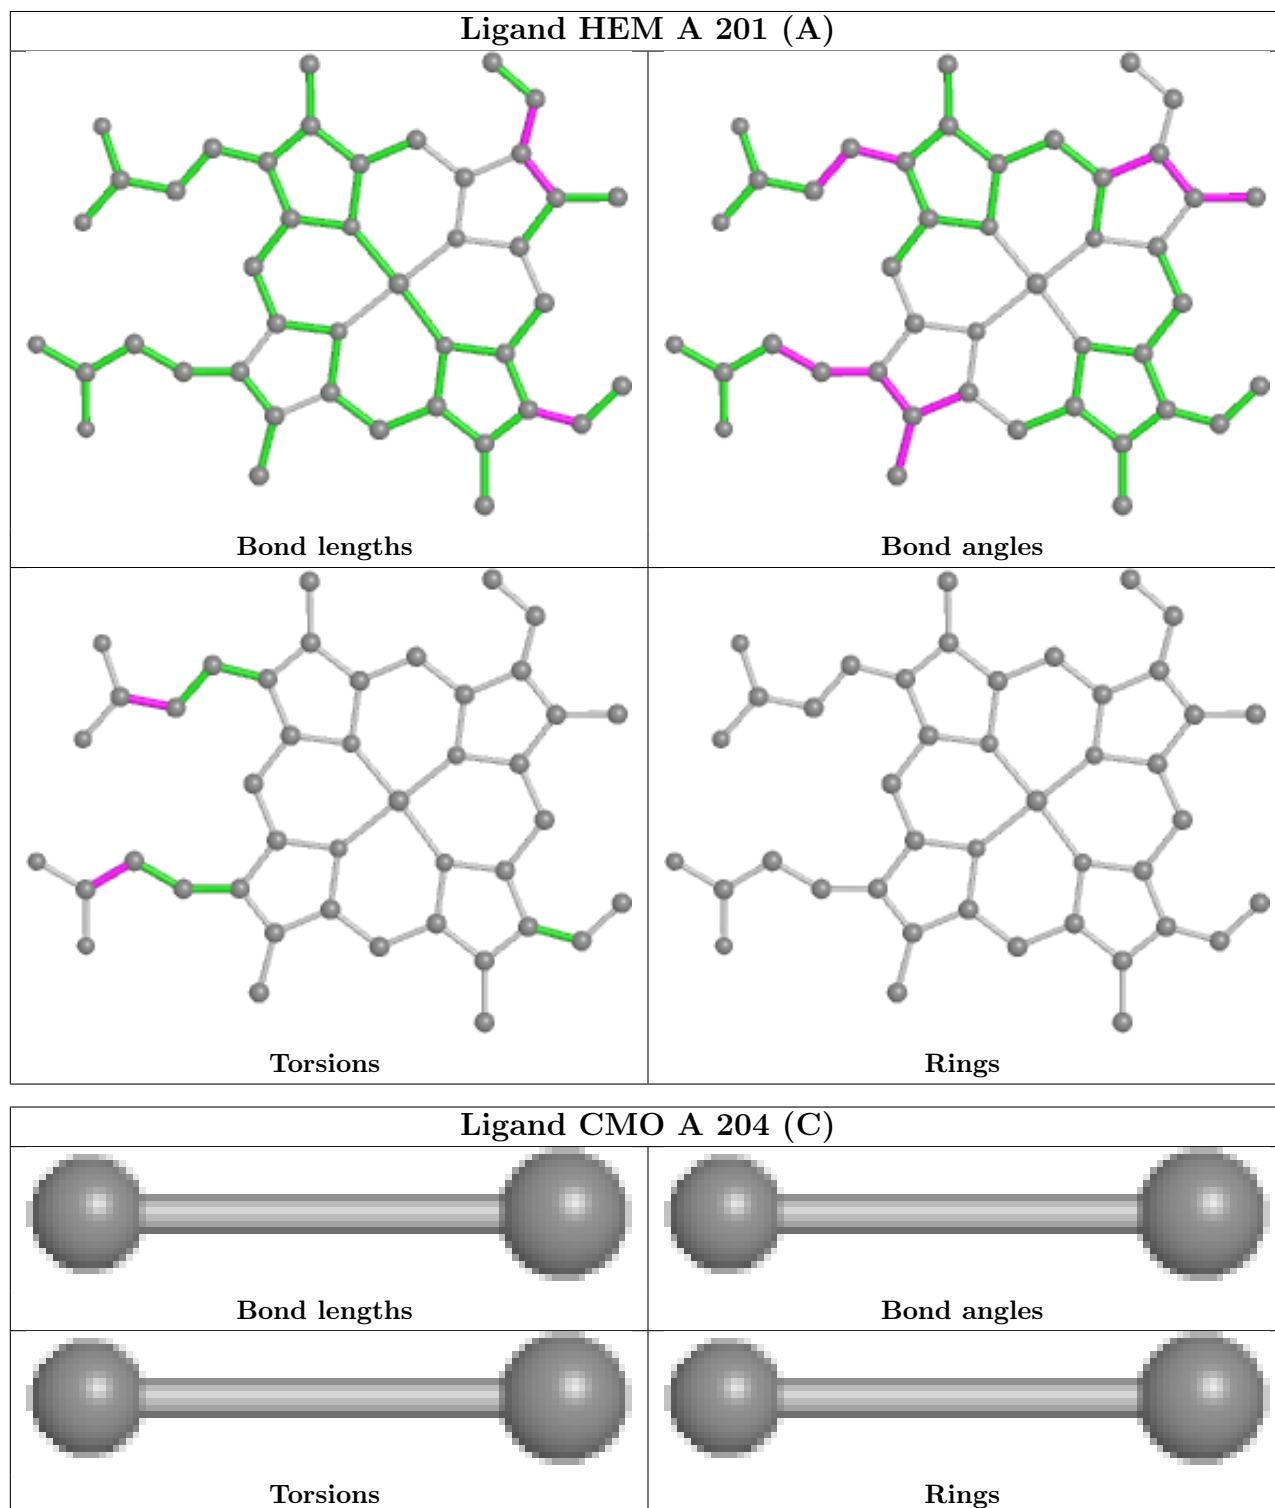 Ligand HEM A 201 (A)
Bond lengths
Bond angles
Torsions
Rings
Ligand CMO A 204 (C)
Bond lengths
Bond angles
Torsions
Rings